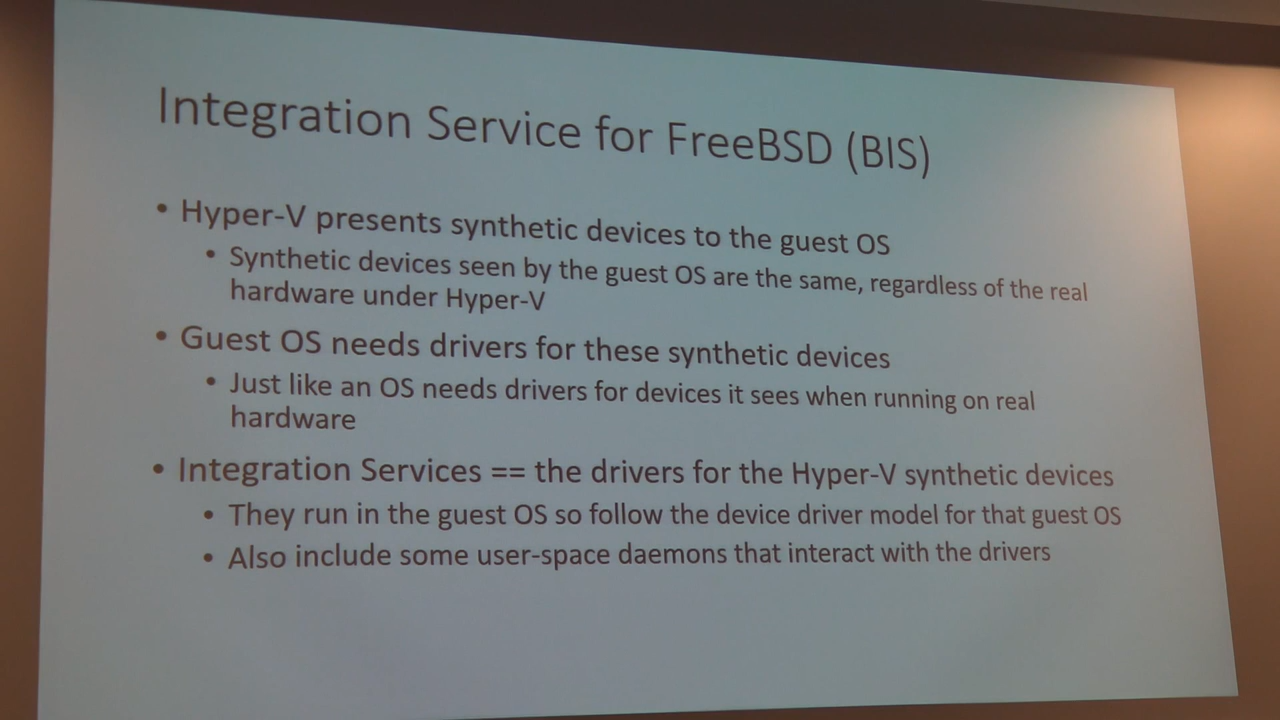 Integration Service for FreeBSD (BIS)
• Hyper-V presents synthetic devices to the guest OS
• Synthetic devices seen by the guest OS are the same, regardless of the real
hardware under Hyper-V
• Guest OS needs drivers for these synthetic devices
• Just like an OS needs drivers for devices it sees when running on real
hardware
• Integration Services == the drivers for the Hyper-V synthetic devices
• They run in the guest OS so follow the device driver model for that guest OS
• Also include some user-space daemons that interact with the drivers